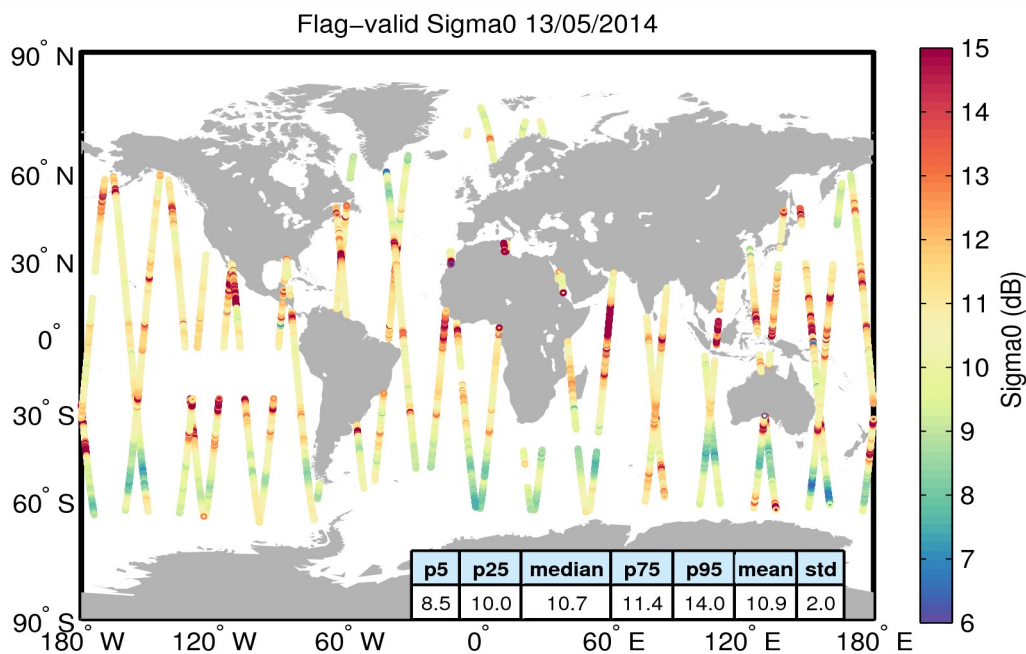 Flag-valid Sigma0 13/05/2014
90° N
60° N
30° N
0°
30° S
60° S
90° S
180° W
120° W
60° W
0°
60° E
120° E
180° E
p5 p25 median p75 p95 mean std
8.5 10.0 10.7 11.4 14.0 10.9 2.0
15
14
13
12
11
10
9
8
7
6
Sigma0 (dB)